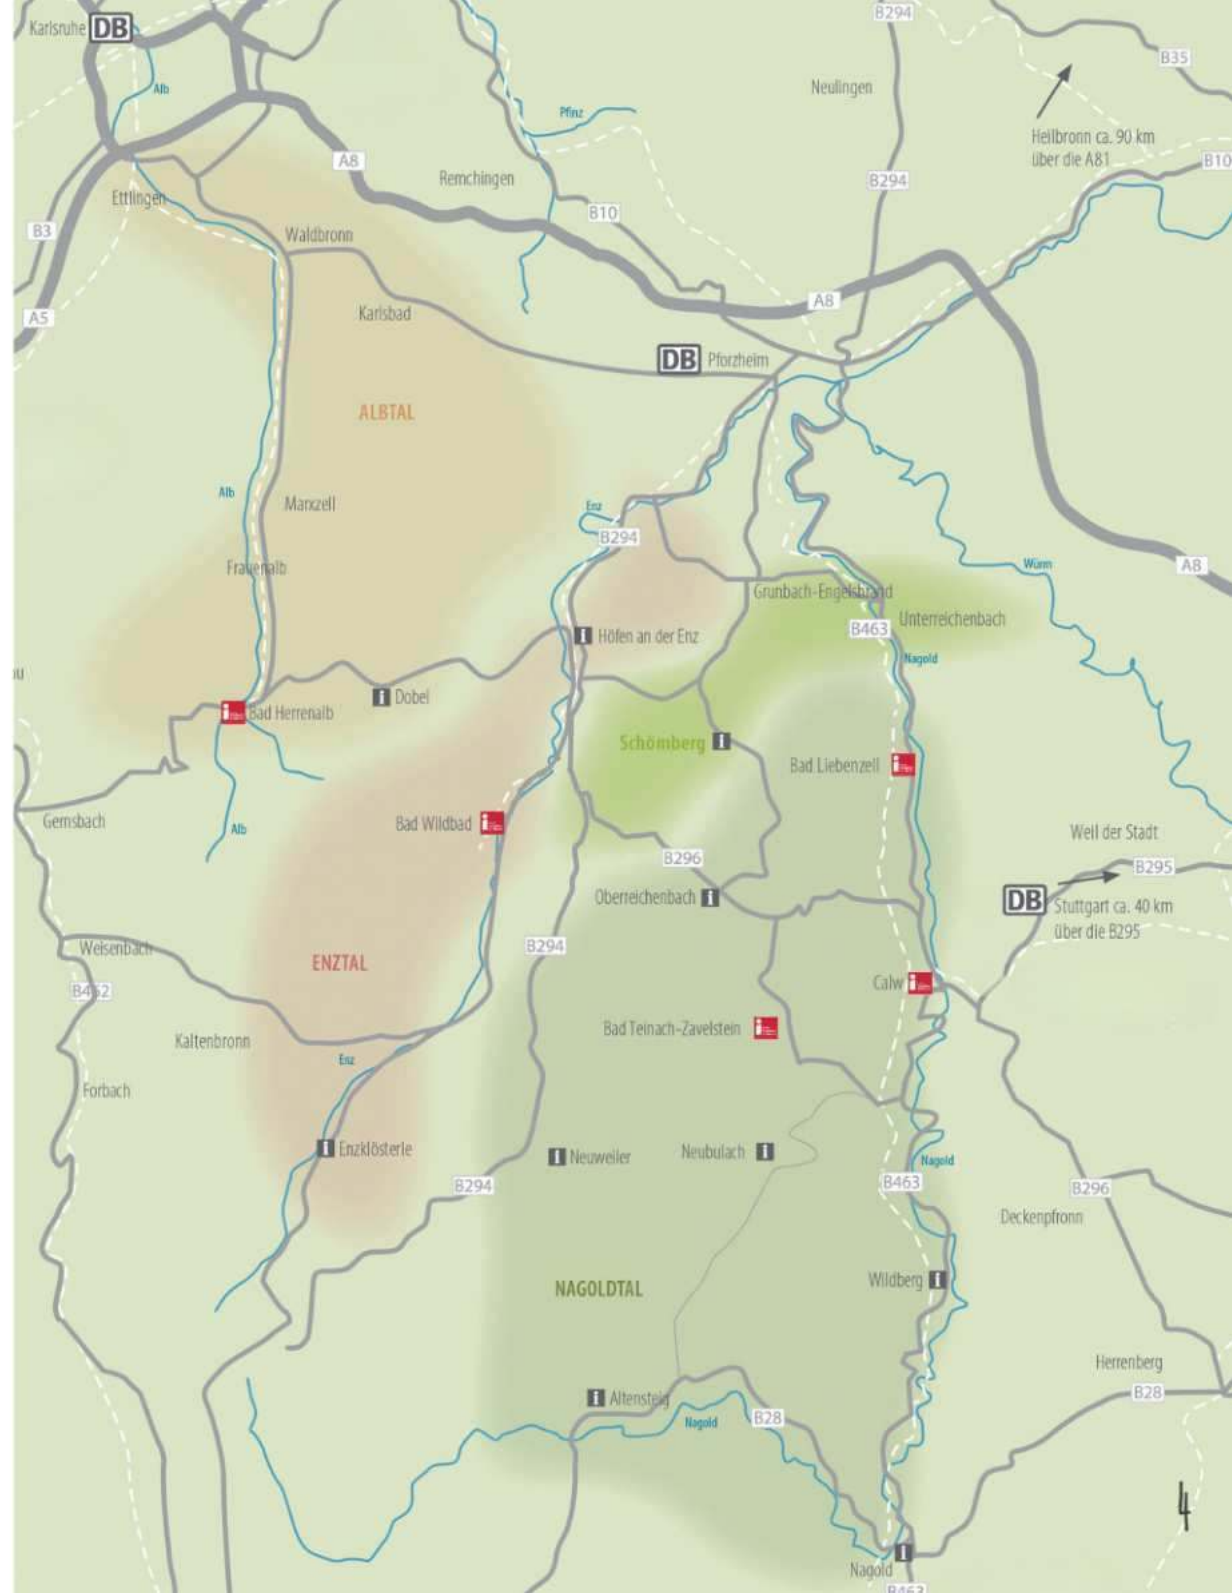 B294
Karlsruhe DB
B35
Alb
Neulingen
Pfinz
Heilbronn ca. 90 km
über die A81
A8
B10
Remchingen
B294
Ettlingen
B10
B3
Waldbronn
A8
Karlsbad
A5
DB Pforzheim
ALBTAL
Alb
Marxzell
Enz
B294
Würm
A8
Frauenalb
Grunbach-Engelsbrand
Unterreichenbach
B463
i Höfen an der Enz
Nagold
i Dobel
i Bad Herrenalb
Schömberg i
Bad Liebenzell i
Gernsbach
Alb
Bad Wildbad i
Weil der Stadt
B296
B295
Oberreichenbach i
DB
Stuttgart ca. 40 km
über die B295
Weisenbach
B294
ENZTAL
Calw i
B462
Bad Teinach-Zavelstein i
Kaltenbronn
Enz
Forbach
i Enzklösterle
i Neuweiler
Neubulach i
Nagold
B294
B463
B296
Deckenpfronn
Wildberg i
NAGOLDTAL
Herrenberg
B28
i Altensteig
Nagold
B28
4
Nagold i
B463